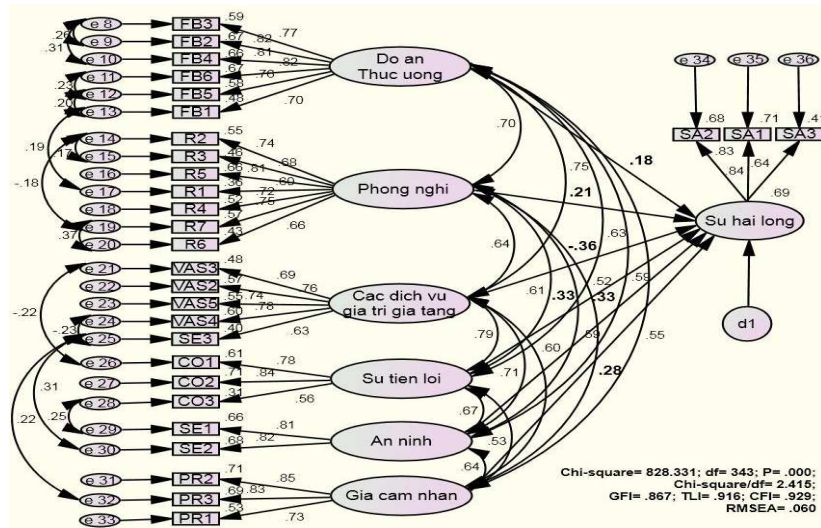 e 8 FB3 .59 .77
e 9 FB2 .67 .82
e 10 FB4 .66 .81
e 11 FB6 .67 .82
e 12 FB5 .58 .76
e 13 FB1 .48 .70
.31
.23
.20
Do an
Thuc uong
e 14 R2 .55 .74
e 15 R3 .46 .68
e 16 R5 .66 .81
e 17 R1 .36 .60
e 18 R4 .52 .72
e 19 R7 .57 .75
e 20 R6 .43 .66
.19
-.18
.17
.37
Phong nghi
e 21 VAS3 .48 .69
e 22 VAS2 .57 .76
e 23 VAS5 .55 .74
e 24 VAS4 .60 .78
e 25 SE3 .40 .63
-.22
-.23
Cac dich vu
gia tri gia tang
e 26 CO1 .61 .78
e 27 CO2 .71 .84
e 28 CO3 .31 .56
Su tien loi
.31
.22
.25
e 29 SE1 .66 .81
e 30 SE2 .68 .82
An ninh
e 31 PR2 .71 .85
e 32 PR3 .69 .83
e 33 PR1 .53 .73
Gia cam nhan
.70
.75
.63
.64
.61
.52
.59
.79
.71
.60
.59
.55
.67
.53
.64
.18
.21
-.36
.33
.33
.28
e 34 e 35 e 36
.68 .71 .41
SA2 SA1 SA3
.83 .84 .64
.69
Su hai long
d1
Chi-square= 828.331; df= 343; P= .000;
Chi-square/df= 2.415;
GFI= .867; TLI= .916; CFI= .929;
RMSEA= .060